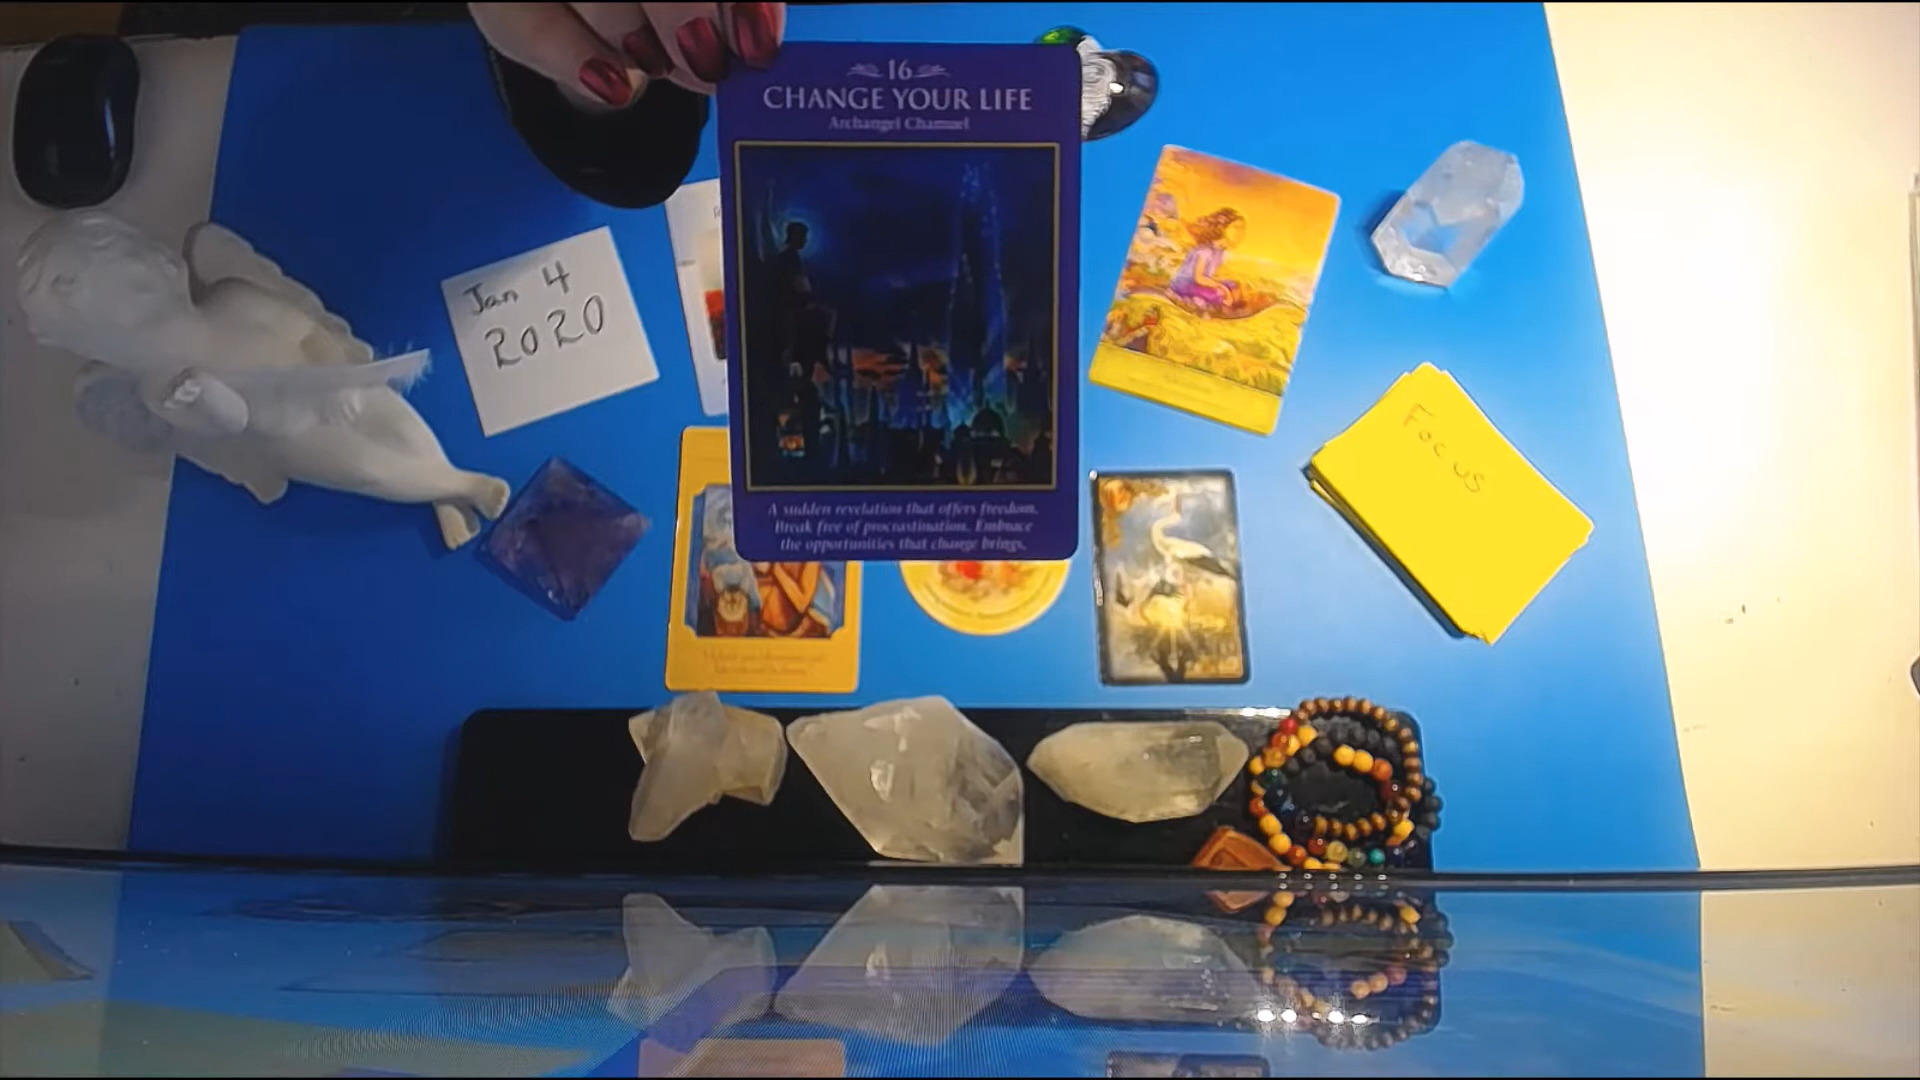 16
CHANGE YOUR LIFE
Archangel Chamuel
A sudden revelation that offers freedom.
Break free of procrastination. Embrace
the opportunities that change brings.
Jan 4
2020
Focus